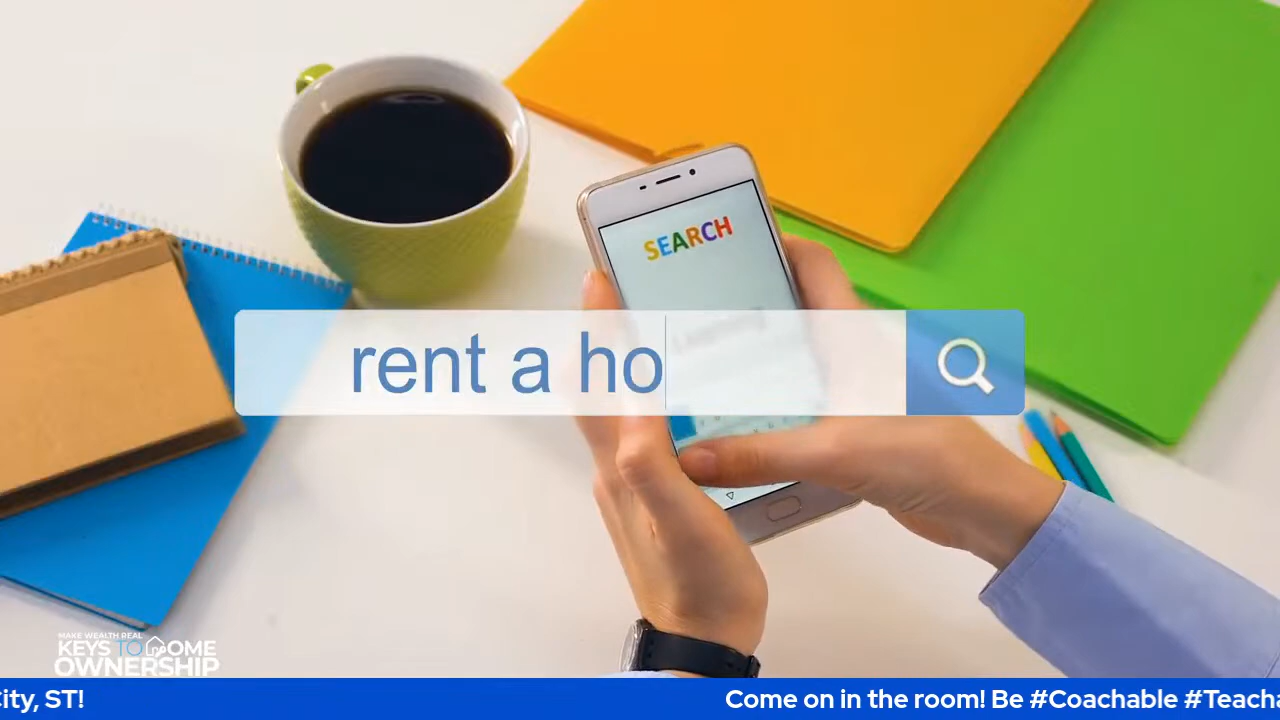 SEARCH
rent a ho
MAKE WEALTH REAL
KEYS TO HOME
OWNERSHIP
City, ST!
Come on in the room! Be #Coachable #Teacha